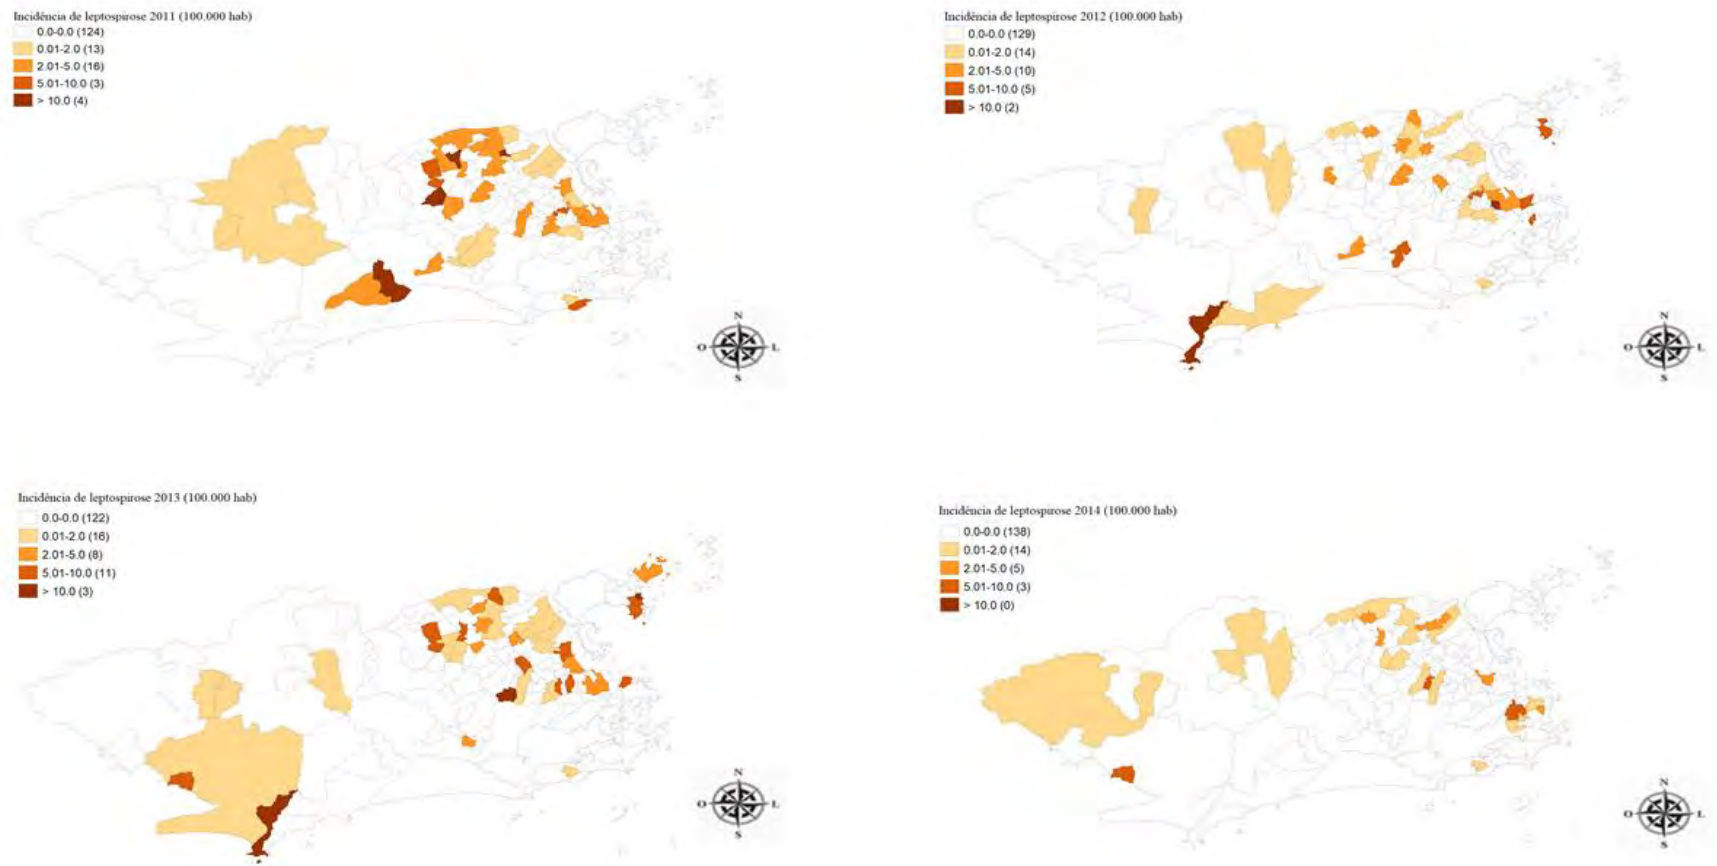 Incidência de leptospirose 2011 (100.000 hab)
0.0-0.0 (124)
0.01-2.0 (13)
2.01-5.0 (16)
5.01-10.0 (3)
> 10.0 (4)
N
O
L
S
Incidência de leptospirose 2012 (100.000 hab)
0.0-0.0 (129)
0.01-2.0 (14)
2.01-5.0 (10)
5.01-10.0 (5)
> 10.0 (2)
N
O
L
S
Incidência de leptospirose 2013 (100.000 hab)
0.0-0.0 (122)
0.01-2.0 (16)
2.01-5.0 (8)
5.01-10.0 (11)
> 10.0 (3)
N
O
L
S
Incidência de leptospirose 2014 (100.000 hab)
0.0-0.0 (138)
0.01-2.0 (14)
2.01-5.0 (5)
5.01-10.0 (3)
> 10.0 (0)
N
O
L
S